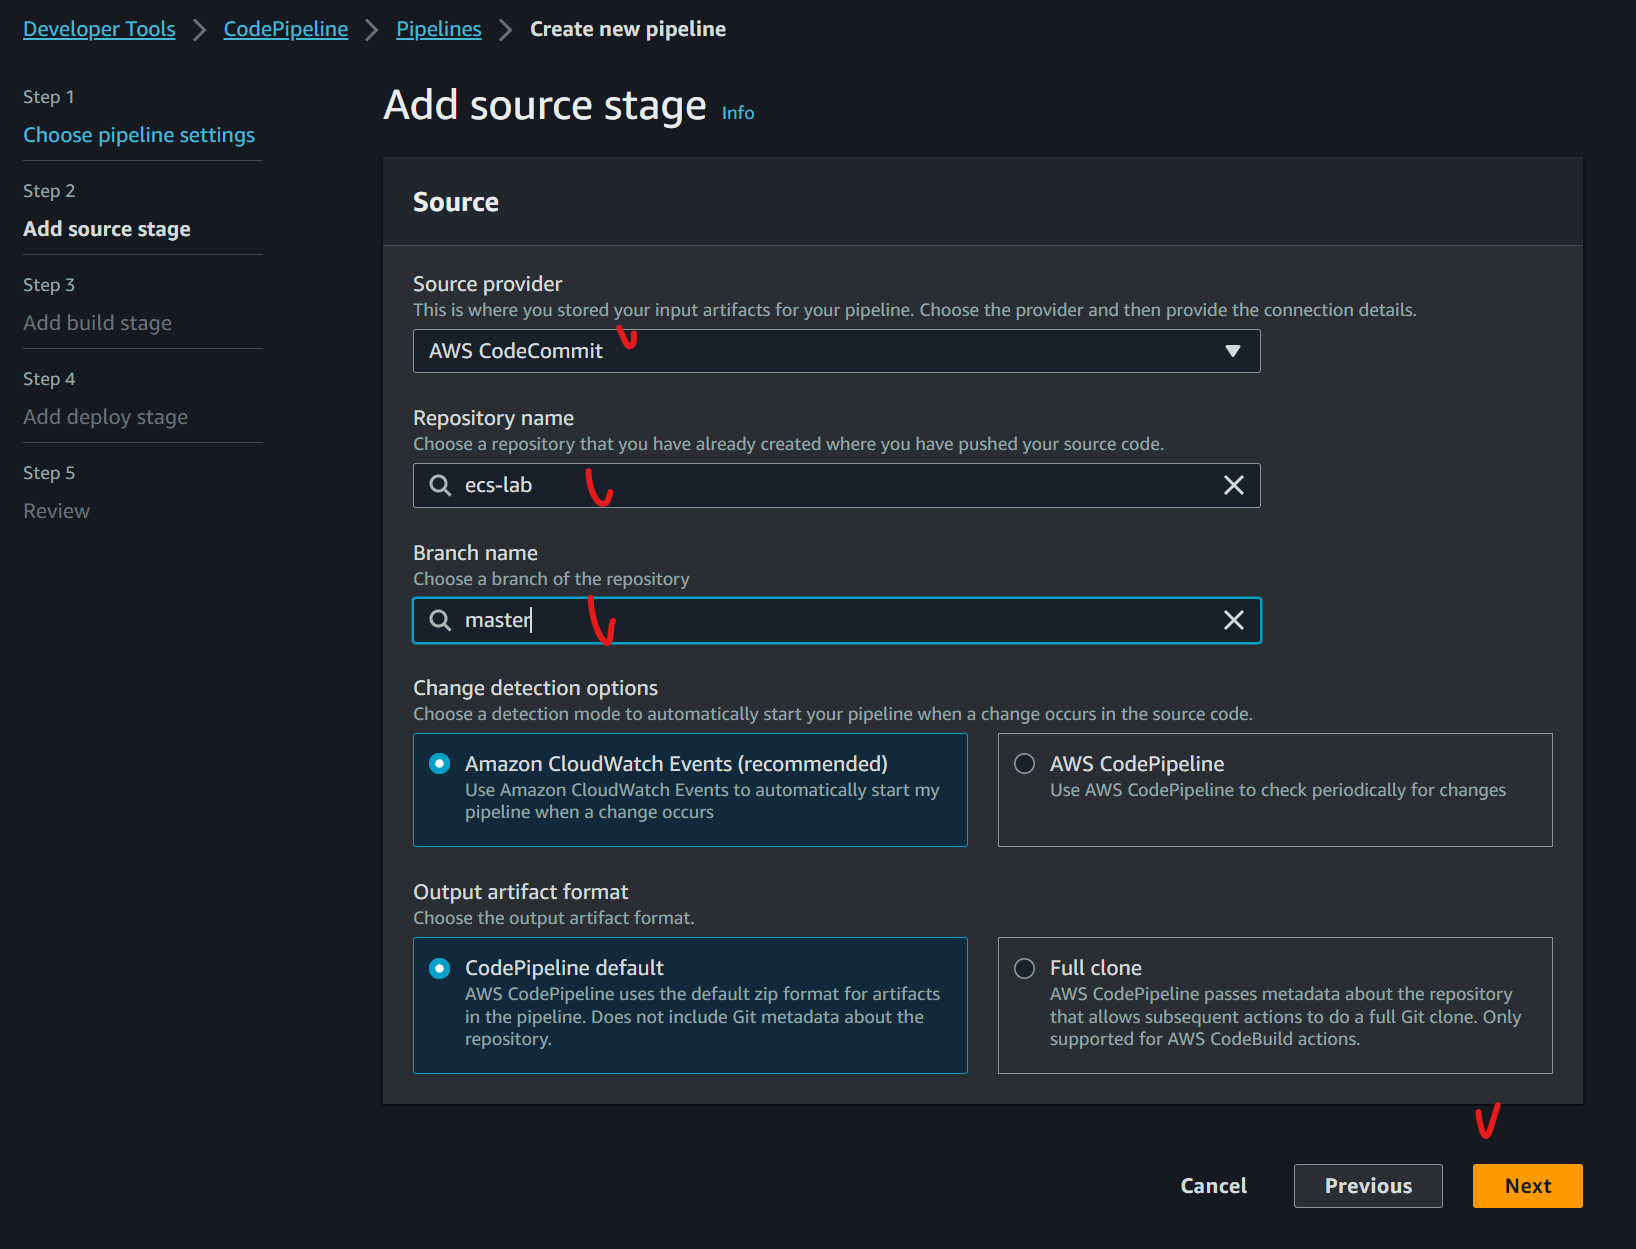 Developer Tools > CodePipeline > Pipelines > Create new pipeline
Step 1
Choose pipeline settings
Step 2
Add source stage
Step 3
Add build stage
Step 4
Add deploy stage
Step 5
Review
Add source stage Info
Source
Source provider
This is where you stored your input artifacts for your pipeline. Choose the provider and then provide the connection details.
AWS CodeCommit
Repository name
Choose a repository that you have already created where you have pushed your source code.
ecs-lab
Branch name
Choose a branch of the repository
master
Change detection options
Choose a detection mode to automatically start your pipeline when a change occurs in the source code.
Amazon CloudWatch Events (recommended)
Use Amazon CloudWatch Events to automatically start my
pipeline when a change occurs
AWS CodePipeline
Use AWS CodePipeline to check periodically for changes
Output artifact format
Choose the output artifact format.
CodePipeline default
AWS CodePipeline uses the default zip format for artifacts
in the pipeline. Does not include Git metadata about the
repository.
Full clone
AWS CodePipeline passes metadata about the repository
that allows subsequent actions to do a full Git clone. Only
supported for AWS CodeBuild actions.
Cancel
Previous
Next